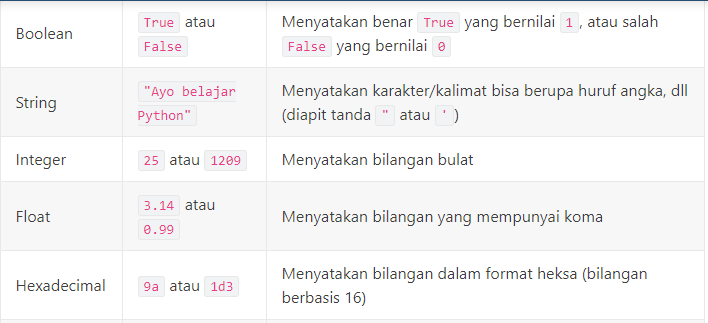 Boolean
True atau
False
Menyatakan benar True yang bernilai 1, atau salah
False yang bernilai 0
String
"Ayo belajar
Python"
Menyatakan karakter/kalimat bisa berupa huruf angka, dll
(diapit tanda " atau ')
Integer
25 atau 1209
Menyatakan bilangan bulat
Float
3.14 atau
0.99
Menyatakan bilangan yang mempunyai koma
Hexadecimal
9a atau 1d3
Menyatakan bilangan dalam format heksa (bilangan
berbasis 16)